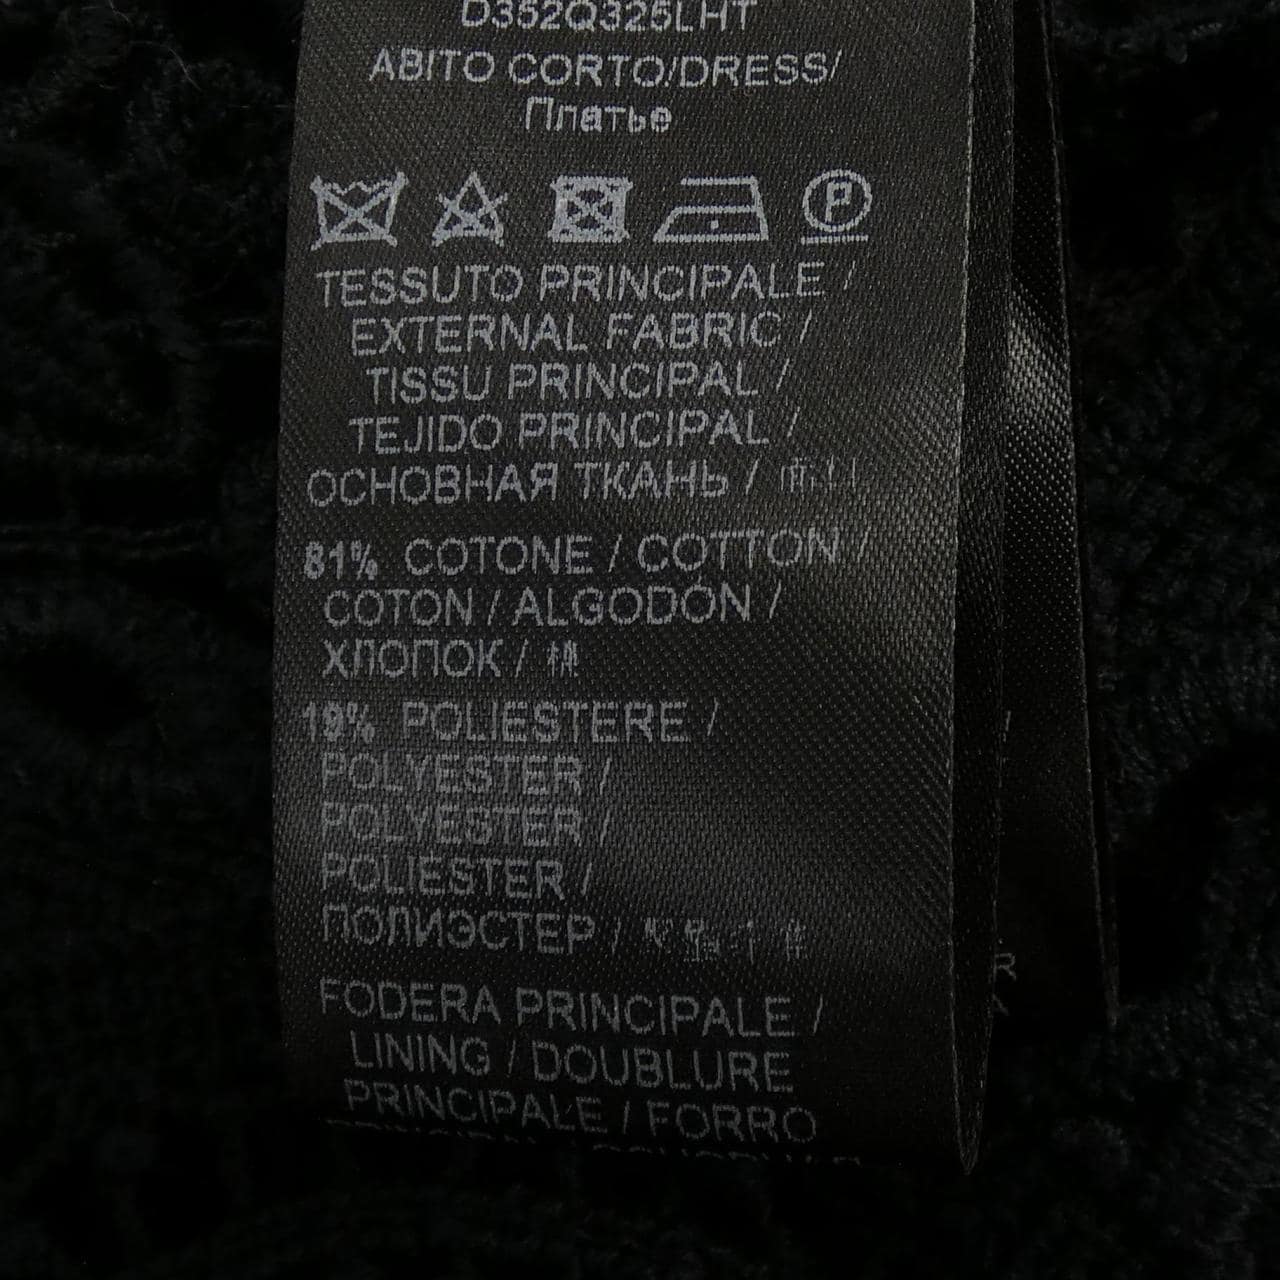 D352Q325LHT
ABITO CORTO/DRESS/
Платье
P
TESSUTO PRINCIPALE /
EXTERNAL FABRIC /
TISSU PRINCIPAL /
TEJIDO PRINCIPAL /
ОСНОВНАЯ ТКАНЬ /
81% COTONE / COTTON /
COTON / ALGODÓN /
ХЛОПОК / 棉
19% POLIESTERE /
POLYESTER /
POLYESTER /
POLIÉSTER /
ПОЛИЭСТЕР /
FODERA PRINCIPALE /
LINING / DOUBLURE
PRINCIPALE / FORRO